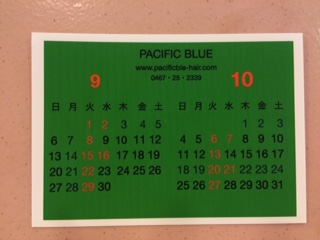 PACIFIC BLUE
www.pacificble-hair.com
0467・26・2339
9
日 月 火 水 木 金 土
1 2 3 4 5
6 7 8 9 10 11 12
13 14 15 16 17 18 19
20 21 22 23 24 25 26
27 28 29 30
10
日 月 火 水 木 金 土
1 2 3
4 5 6 7 8 9 10
11 12 13 14 15 16 17
18 19 20 21 22 23 24
25 26 27 28 29 30 31